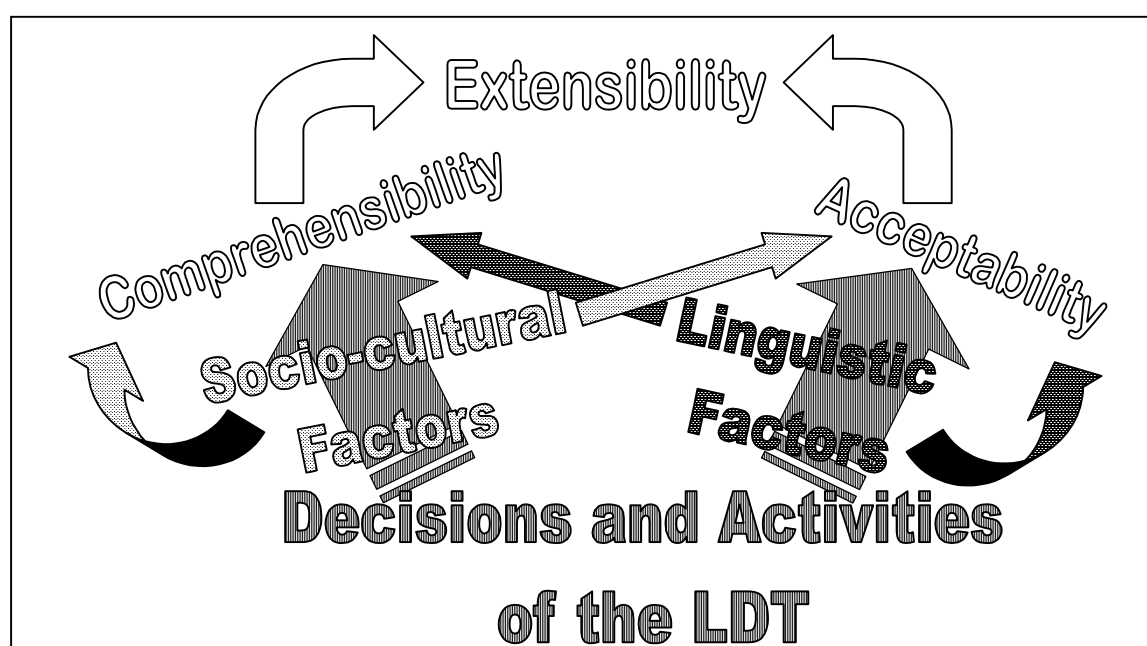 Extensibility
Comprehensibility
Acceptability
Socio-cultural
Factors
Linguistic
Factors
Decisions and Activities
of the LDT